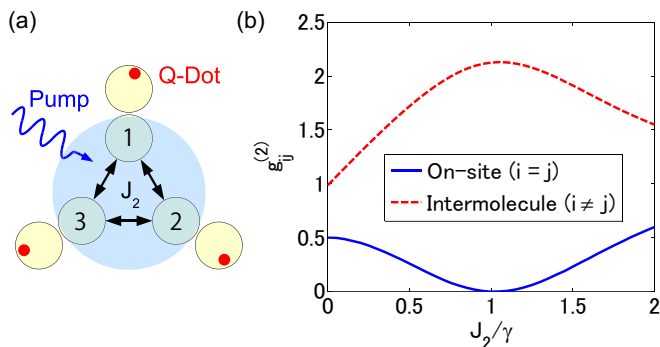 (a)
Q-Dot
Pump
1
J₂
3
2
(b)
2.5
2
1.5
1
0.5
0
g⁽²⁾ᵢⱼ
On-site (i = j)
Intermolecule (i ≠ j)
0
0.5
1
1.5
2
J₂/γ